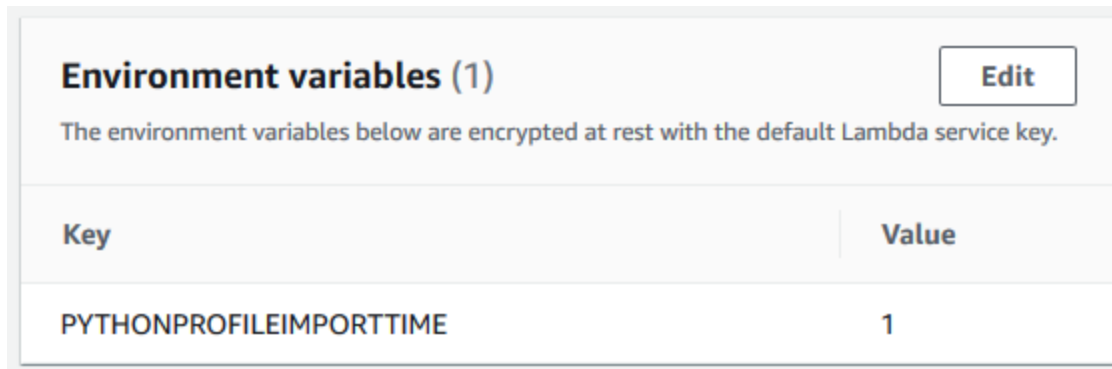 Environment variables (1)
Edit
The environment variables below are encrypted at rest with the default Lambda service key.
Key Value
PYTHONPROFILEIMPORTTIME 1